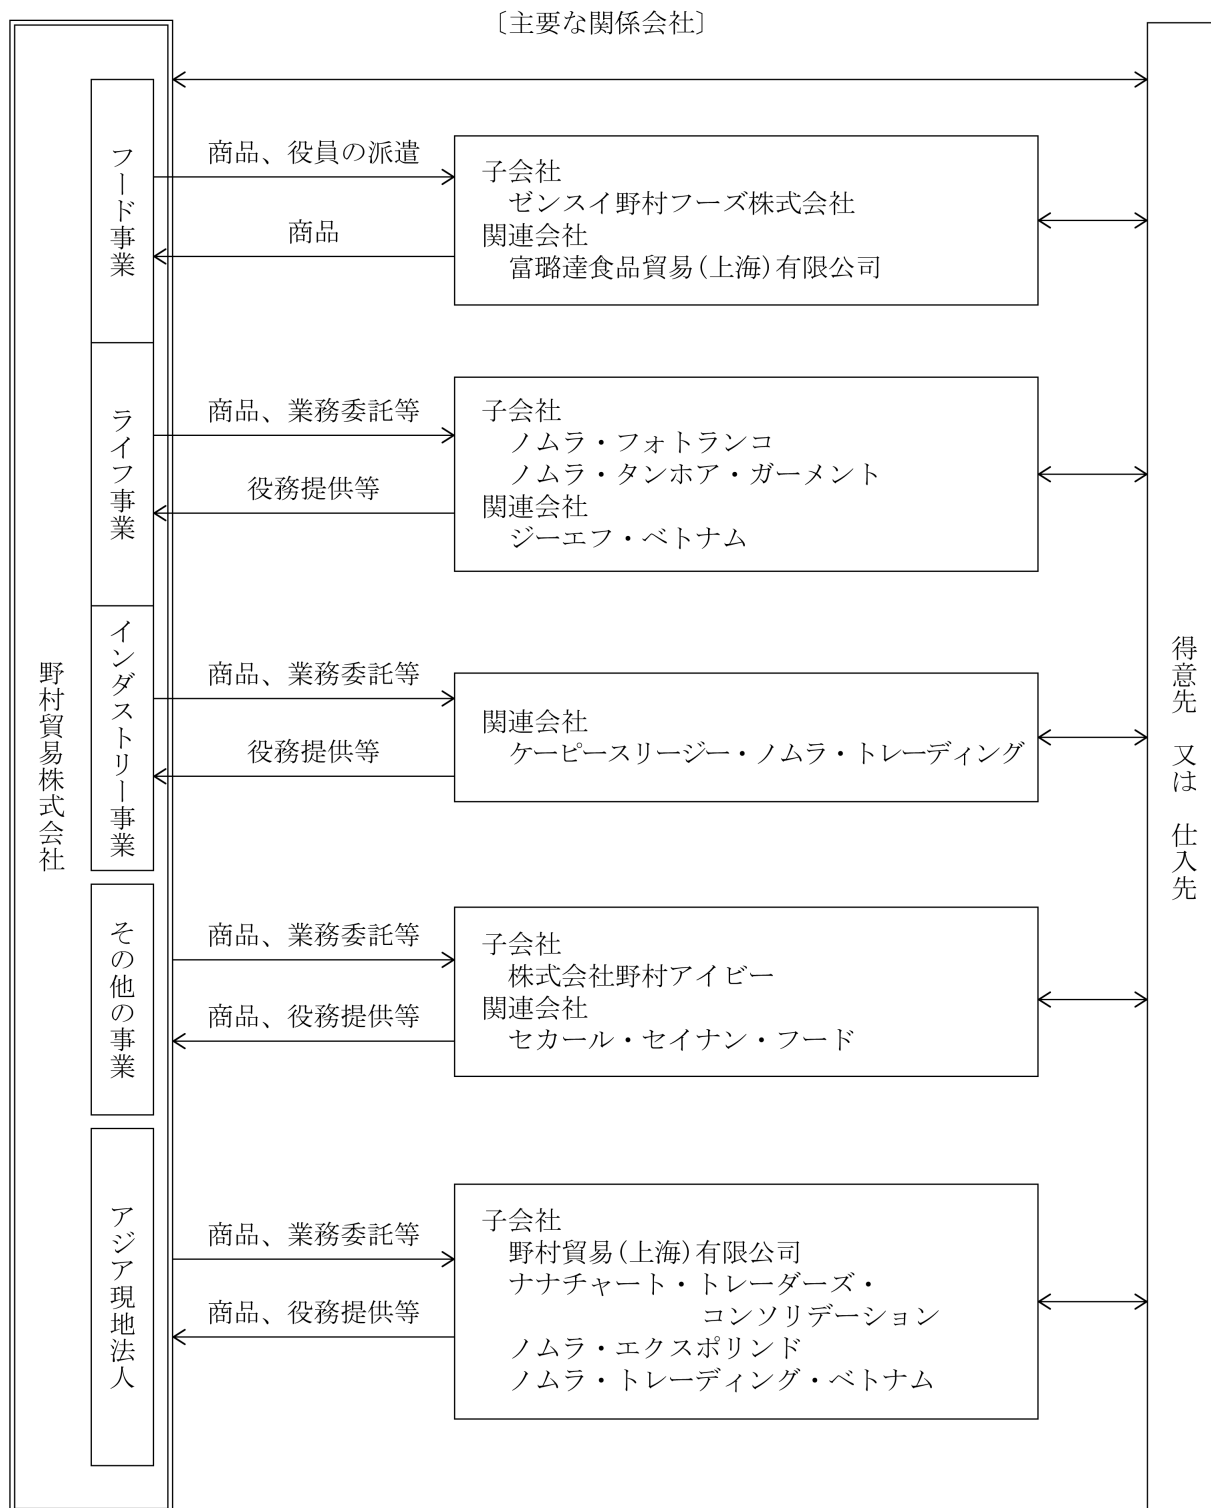 〔主要な関係会社〕
野村貿易株式会社
フード事業
商品、役員の派遣
商品
子会社
ゼンスイ野村フーズ株式会社
関連会社
富璐達食品貿易(上海)有限公司
ライフ事業
商品、業務委託等
役務提供等
子会社
ノムラ・フォトランコ
ノムラ・タンホア・ガーメント
関連会社
ジーエフ・ベトナム
インダストリー事業
商品、業務委託等
役務提供等
関連会社
ケーピースリージー・ノムラ・トレーディング
その他の事業
商品、業務委託等
商品、役務提供等
子会社
株式会社野村アイビー
関連会社
セカール・セイナン・フード
アジア現地法人
商品、業務委託等
商品、役務提供等
子会社
野村貿易(上海)有限公司
ナナチャート・トレーダーズ・
コンソリデーション
ノムラ・エクスポリンド
ノムラ・トレーディング・ベトナム
得意先 又は 仕入先